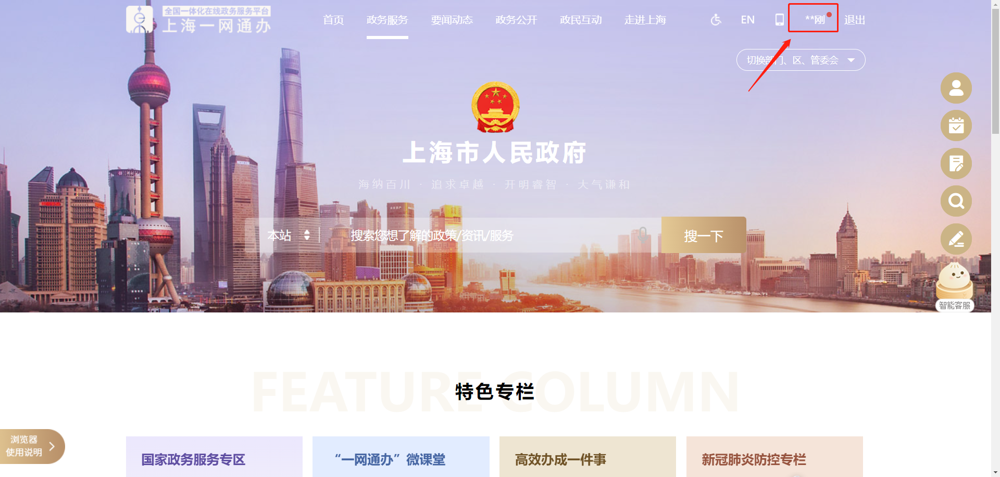 全国一体化在线政务服务平台
上海一网通办
首页 政务服务 要闻动态 政务公开 政民互动 走进上海 EN **刚 退出
切换部门、区、管委会
上海市人民政府
海纳百川 · 追求卓越 · 开明睿智 · 大气谦和
本站 搜索您想了解的政策/资讯/服务 搜一下
智能客服
FEATURE COLUMN
特色专栏
浏览器
使用说明
国家政务服务专区 “一网通办”微课堂 高效办成一件事 新冠肺炎防控专栏